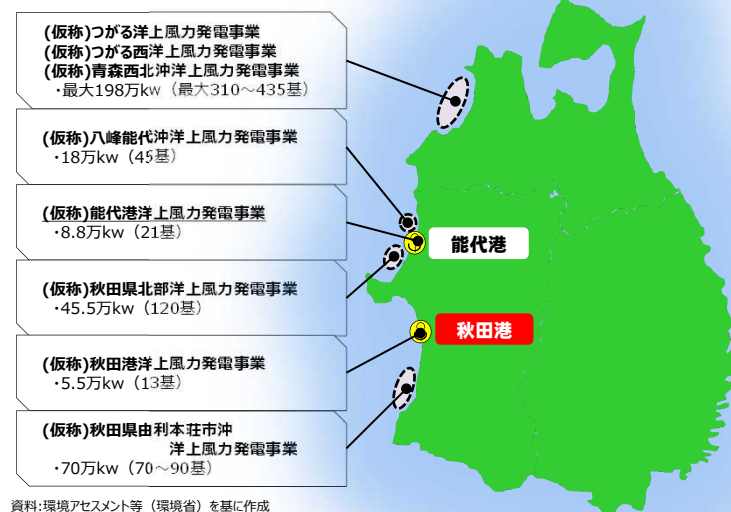 (仮称)つがる洋上風力発電事業
(仮称)つがる西洋上風力発電事業
(仮称)青森西北沖洋上風力発電事業
・最大198万kw（最大310～435基）
(仮称)八峰能代沖洋上風力発電事業
・18万kw（45基）
(仮称)能代港洋上風力発電事業
・8.8万kw（21基）
(仮称)秋田県北部洋上風力発電事業
・45.5万kw（120基）
(仮称)秋田港洋上風力発電事業
・5.5万kw（13基）
(仮称)秋田県由利本荘市沖
洋上風力発電事業
・70万kw（70～90基）
能代港
秋田港
資料:環境アセスメント等（環境省）を基に作成